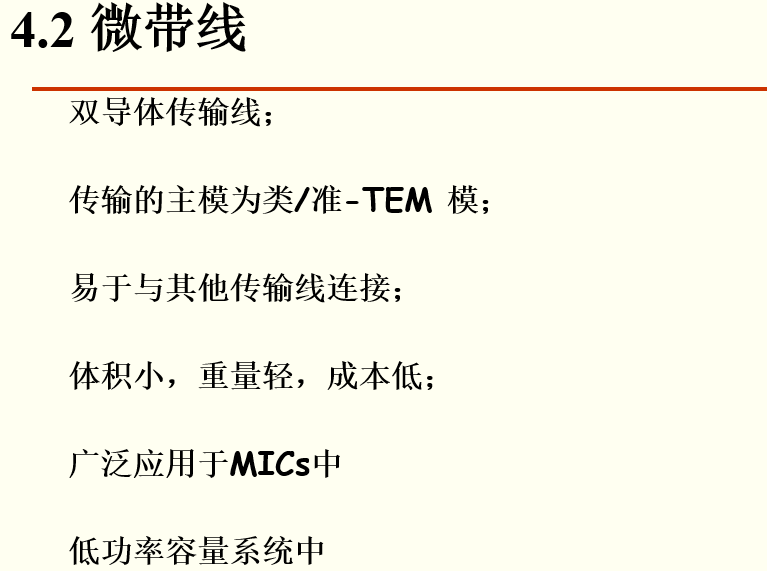 4.2 微带线
双导体传输线；
传输的主模为类/准-TEM 模；
易于与其他传输线连接；
体积小，重量轻，成本低；
广泛应用于MICs中
低功率容量系统中